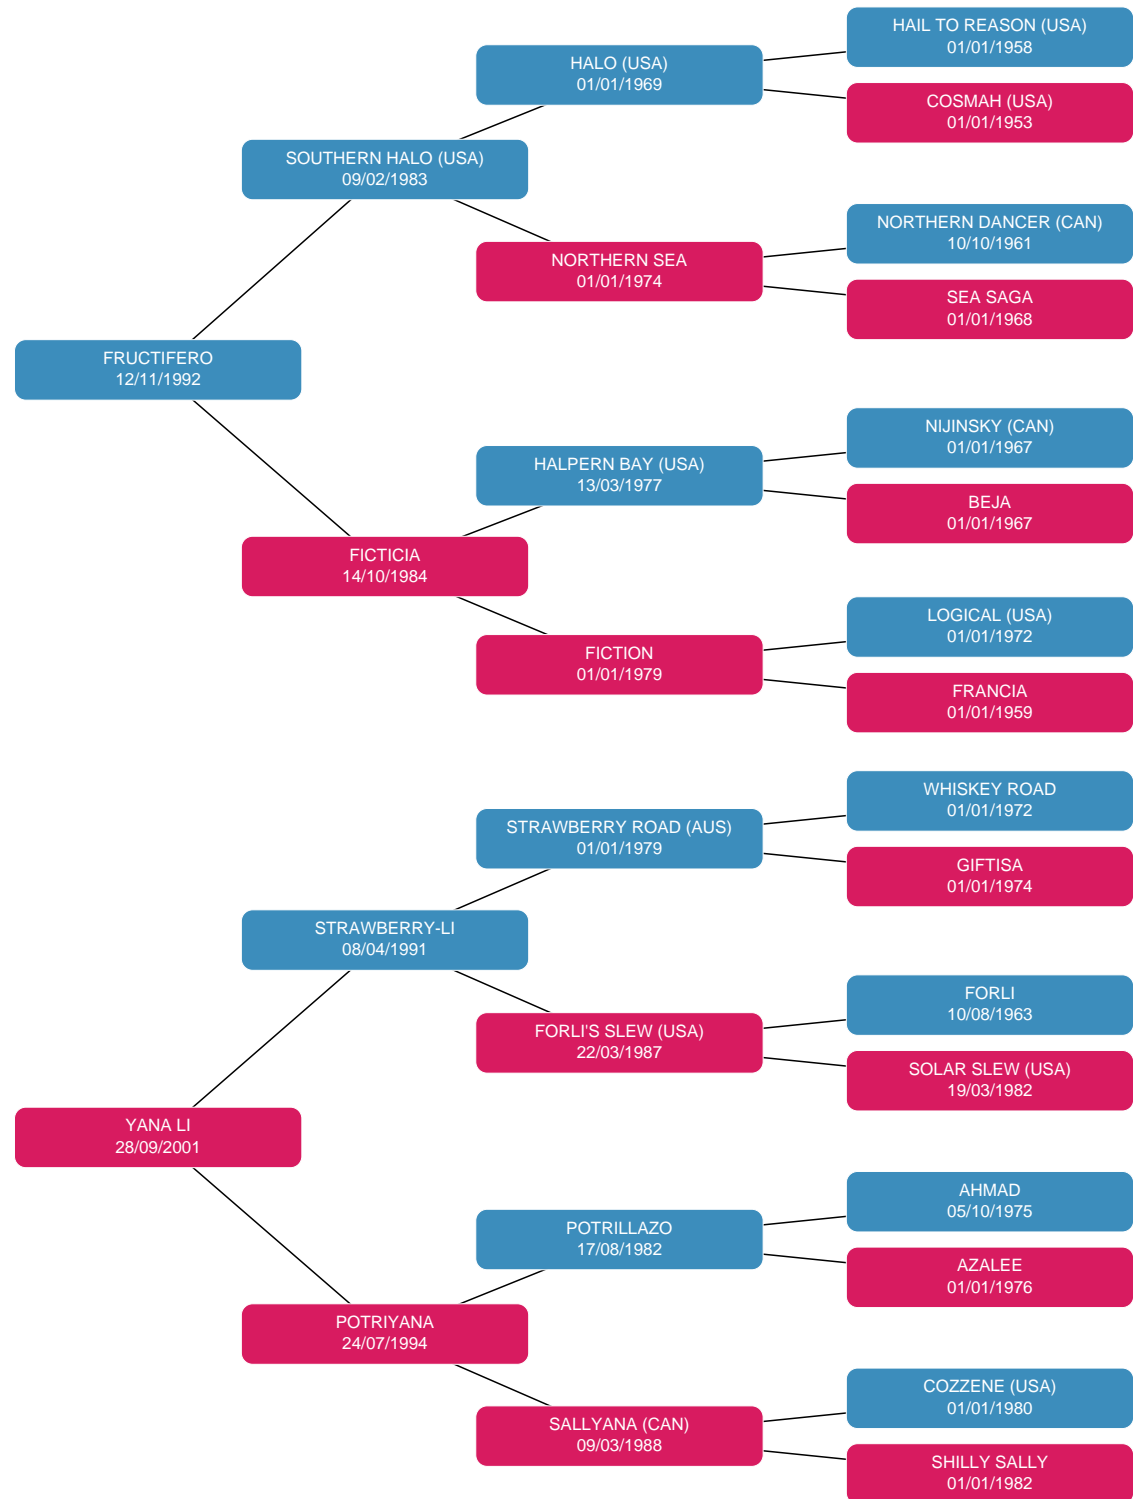 HAIL TO REASON (USA)
01/01/1958
HALO (USA)
01/01/1969
COSMAH (USA)
01/01/1953
SOUTHERN HALO (USA)
09/02/1983
NORTHERN DANCER (CAN)
10/10/1961
NORTHERN SEA
01/01/1974
SEA SAGA
01/01/1968
FRUCTIFERO
12/11/1992
NIJINSKY (CAN)
01/01/1967
HALPERN BAY (USA)
13/03/1977
BEJA
01/01/1967
FICTICIA
14/10/1984
LOGICAL (USA)
01/01/1972
FICTION
01/01/1979
FRANCIA
01/01/1959
WHISKEY ROAD
01/01/1972
STRAWBERRY ROAD (AUS)
01/01/1979
GIFTISA
01/01/1974
STRAWBERRY-LI
08/04/1991
FORLI
10/08/1963
FORLI'S SLEW (USA)
22/03/1987
SOLAR SLEW (USA)
19/03/1982
YANA LI
28/09/2001
AHMAD
05/10/1975
POTRILLAZO
17/08/1982
AZALEE
01/01/1976
POTRIYANA
24/07/1994
COZZENE (USA)
01/01/1980
SALLYANA (CAN)
09/03/1988
SHILLY SALLY
01/01/1982